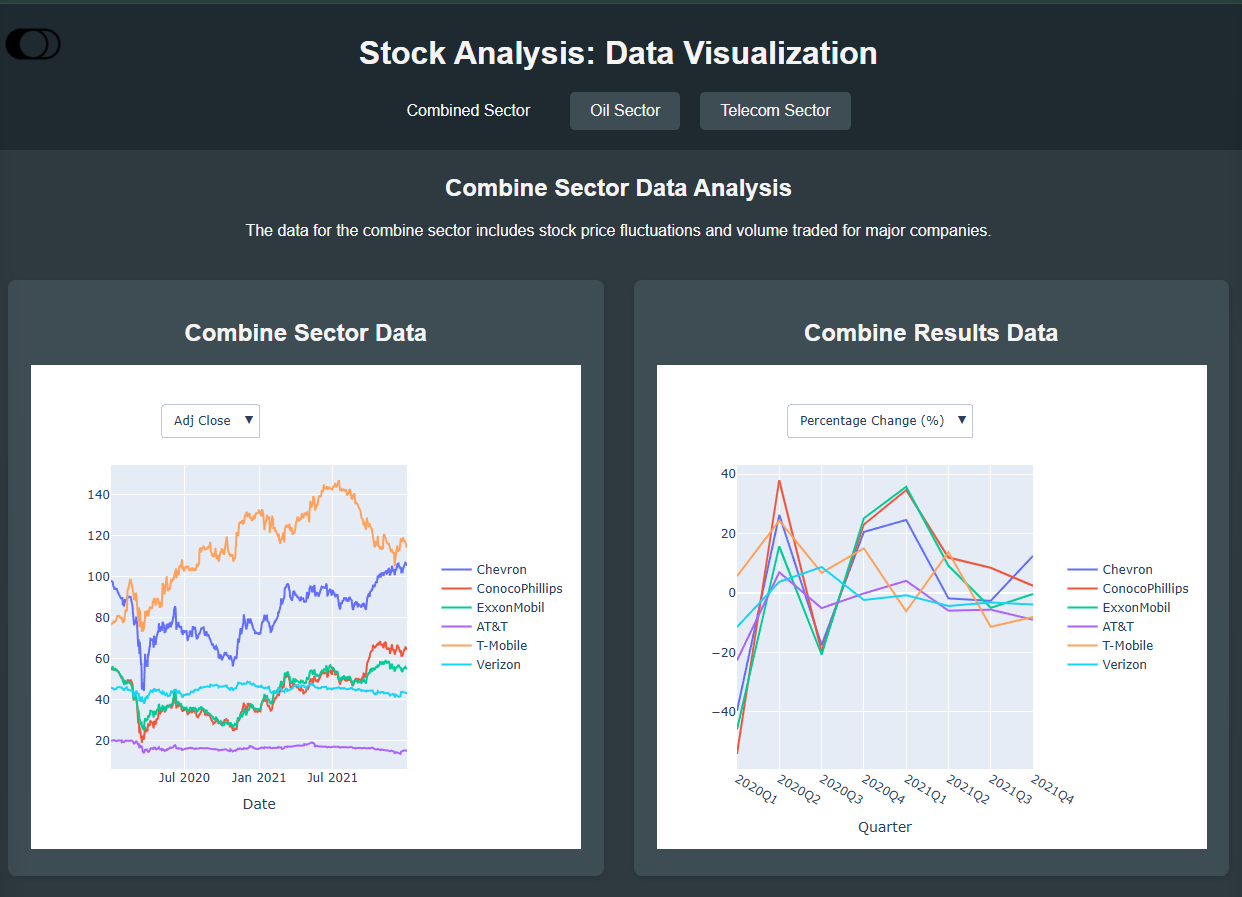 Stock Analysis: Data Visualization
Combined Sector
Oil Sector
Telecom Sector
Combine Sector Data Analysis
The data for the combine sector includes stock price fluctuations and volume traded for major companies.
Combine Sector Data
Adj Close ▼
140
120
100
80
60
40
20
Jul 2020
Jan 2021
Jul 2021
Date
Chevron
ConocoPhillips
ExxonMobil
AT&T
T-Mobile
Verizon
Combine Results Data
Percentage Change (%) ▼
40
20
0
−20
−40
2020Q1
2020Q2
2020Q3
2020Q4
2021Q1
2021Q2
2021Q3
2021Q4
Quarter
Chevron
ConocoPhillips
ExxonMobil
AT&T
T-Mobile
Verizon